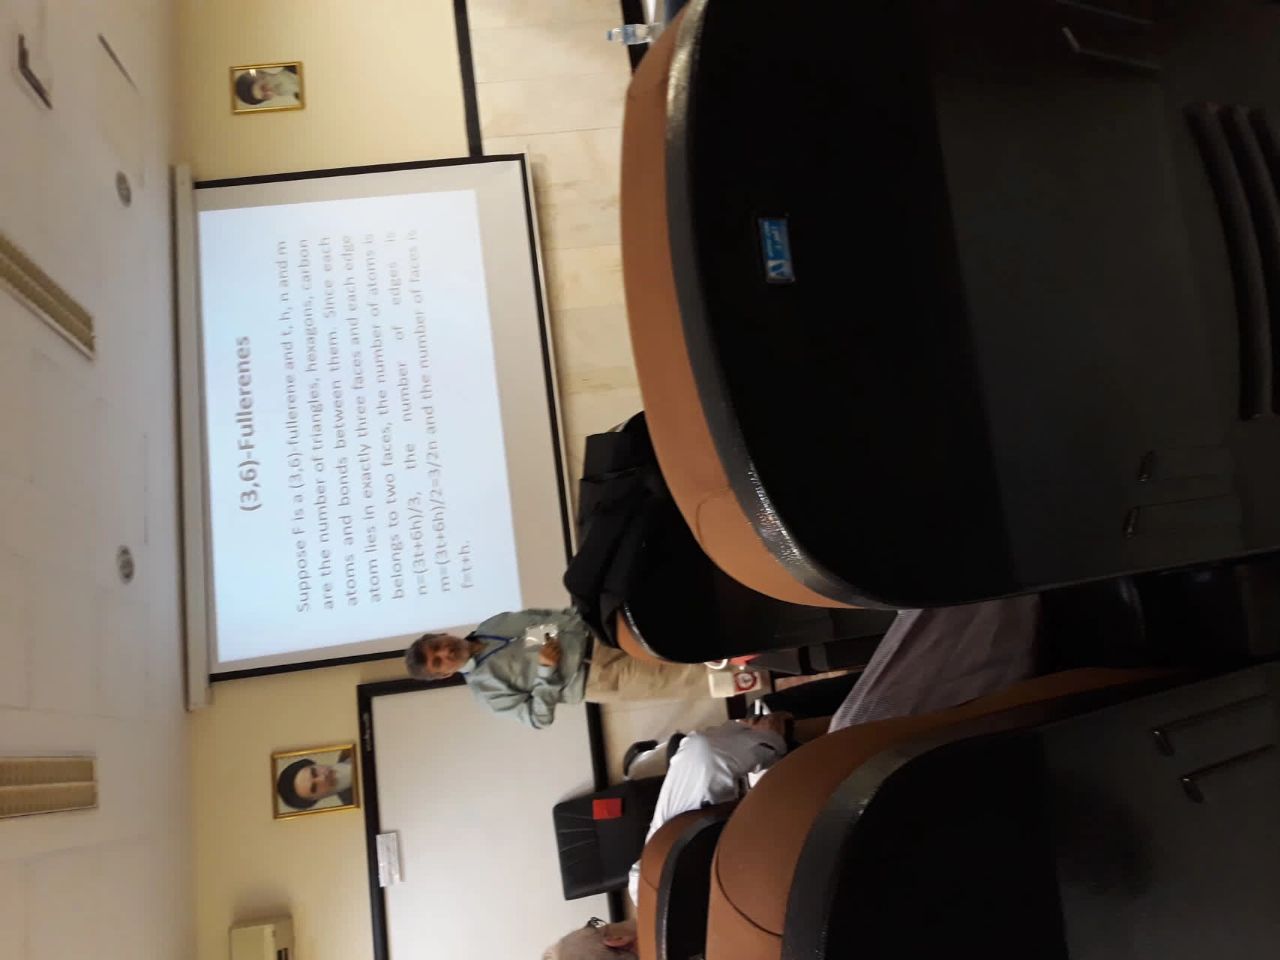 (3,6)-Fullerenes
Suppose F is a (3,6)-fullerene and t, h, n and m
are the number of triangles, hexagons, carbon
atoms and bonds between them. Since each
atom lies in exactly three faces and each edge
belongs to two faces, the number of atoms is
n=(3t+6h)/3, the number of edges is
m=(3t+6h)/2=3/2n and the number of faces is
f=t+h.